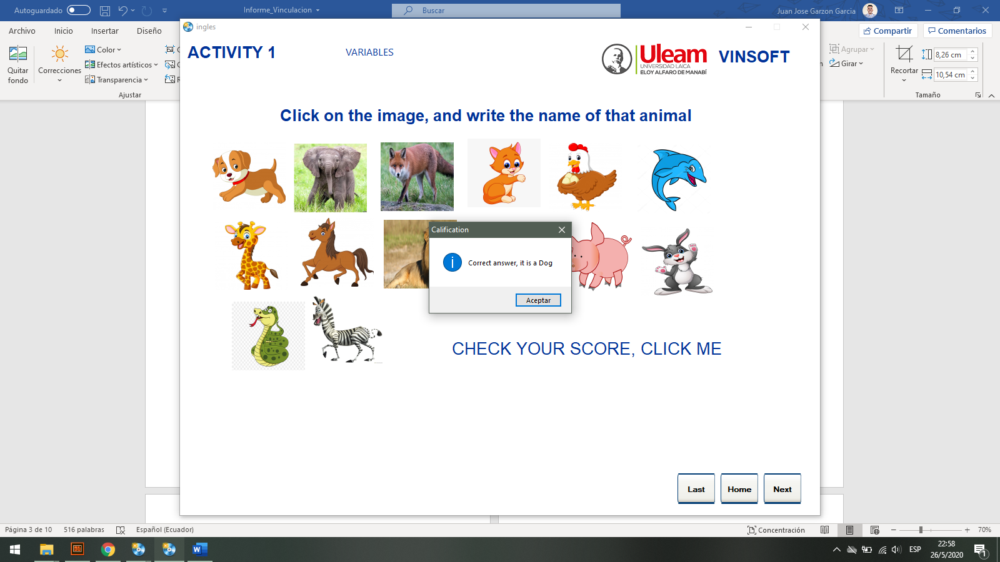 Autoguardado
Informe_Vinculacion
Buscar
Juan Jose Garzon Garcia
Archivo
Inicio
Insertar
Diseño
Compartir
Comentarios
Quitar fondo
Correcciones
Color
Efectos artísticos
Transparencia
Ajustar
Agrupar
Girar
Recortar
8,26 cm
10,54 cm
Tamaño
ingles
ACTIVITY 1
VARIABLES
Uleam
UNIVERSIDAD LAICA
ELOY ALFARO DE MANABÍ
VINSOFT
Click on the image, and write the name of that animal
Calification
Correct answer, it is a Dog
Aceptar
CHECK YOUR SCORE, CLICK ME
Last
Home
Next
Página 3 de 10
516 palabras
Español (Ecuador)
Concentración
70%
ESP
22:58
26/5/2020
1